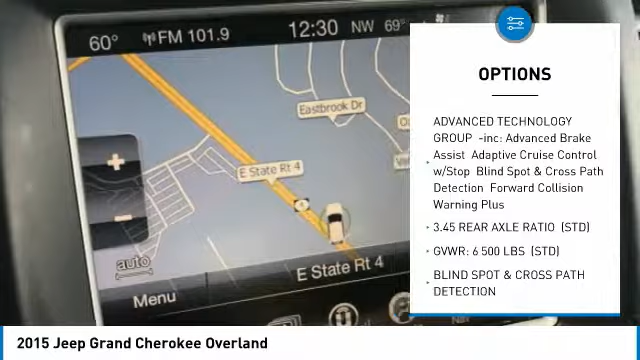 60° FM 101.9 12:30 NW 69°
Eastbrook Dr
E State Rt 4
auto
E State Rt 4
Menu
OPTIONS
ADVANCED TECHNOLOGY
GROUP -inc: Advanced Brake
Assist Adaptive Cruise Control
w/Stop Blind Spot & Cross Path
Detection Forward Collision
Warning Plus
3.45 REAR AXLE RATIO (STD)
GVWR: 6 500 LBS (STD)
BLIND SPOT & CROSS PATH
DETECTION
2015 Jeep Grand Cherokee Overland